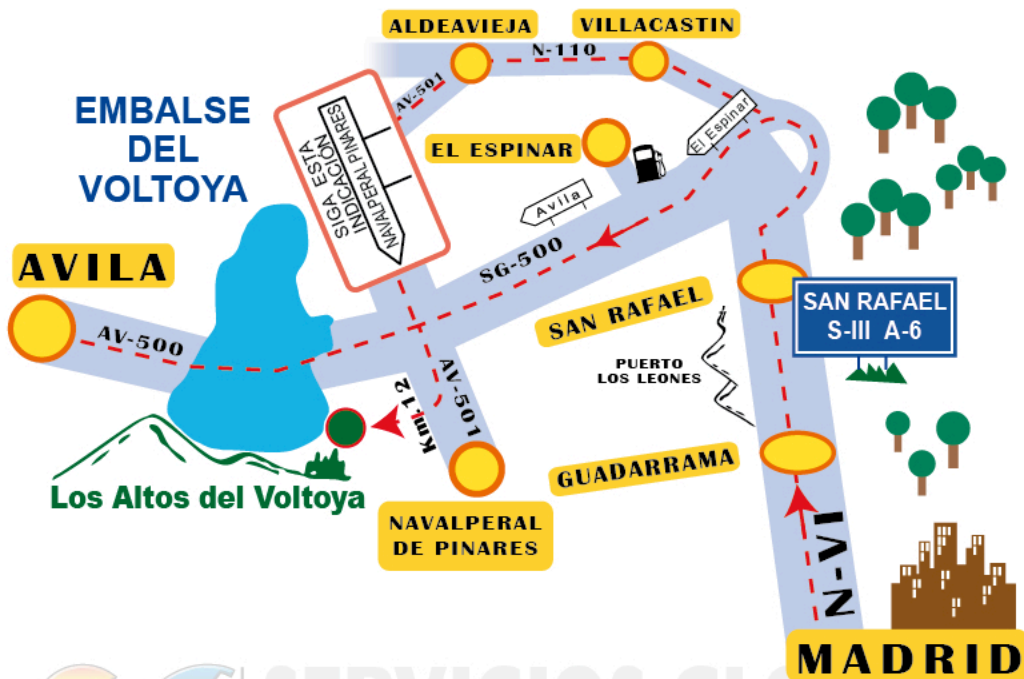 ALDEAVIEJA
VILLACASTIN
N-110
AV-501
EMBALSE
DEL
VOLTOYA
SIGA ESTA
INDICACIÓN
NAVALPERAL PINARES
EL ESPINAR
El Espinar
Avila
AVILA
SG-500
AV-500
SAN RAFAEL
SAN RAFAEL
S-III A-6
PUERTO
LOS LEONES
AV-501
Km. 12
GUADARRAMA
Los Altos del Voltoya
NAVALPERAL
DE PINARES
N-VI
MADRID